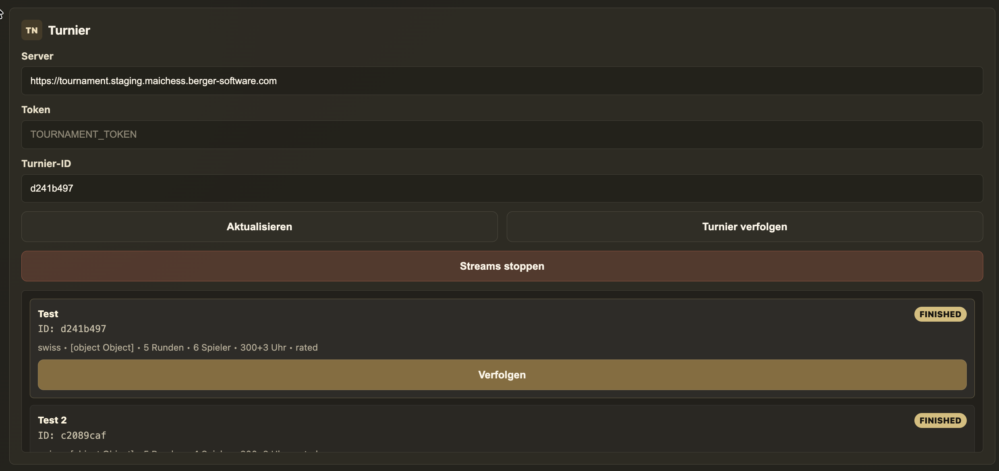 TN Turnier
Server
https://tournament.staging.maichess.berger-software.com
Token
TOURNAMENT_TOKEN
Turnier-ID
d241b497
Aktualisieren Turnier verfolgen
Streams stoppen
Test FINISHED
ID: d241b497
swiss • [object Object] • 5 Runden • 6 Spieler • 300+3 Uhr • rated
Verfolgen
Test 2 FINISHED
ID: c2089caf